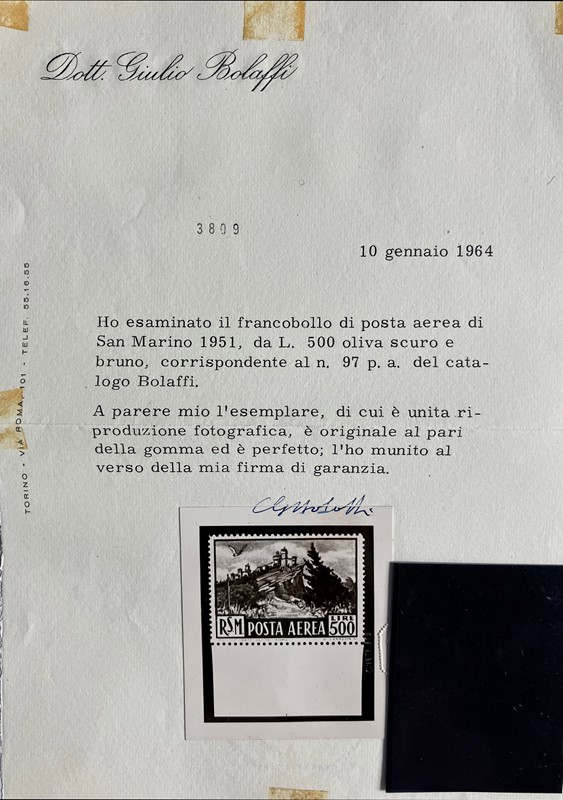 Dott. Giulio Bolaffi
3809
10 gennaio 1964
TORINO - VIA ROMA, 101 - TELEF. 55.16.55
Ho esaminato il francobollo di posta aerea di
San Marino 1951, da L. 500 oliva scuro e
bruno, corrispondente al n. 97 p. a. del cata-
logo Bolaffi.
A parere mio l'esemplare, di cui è unita ri-
produzione fotografica, è originale al pari
della gomma ed è perfetto; l'ho munito al
verso della mia firma di garanzia.
RSM POSTA AEREA LIRE 500